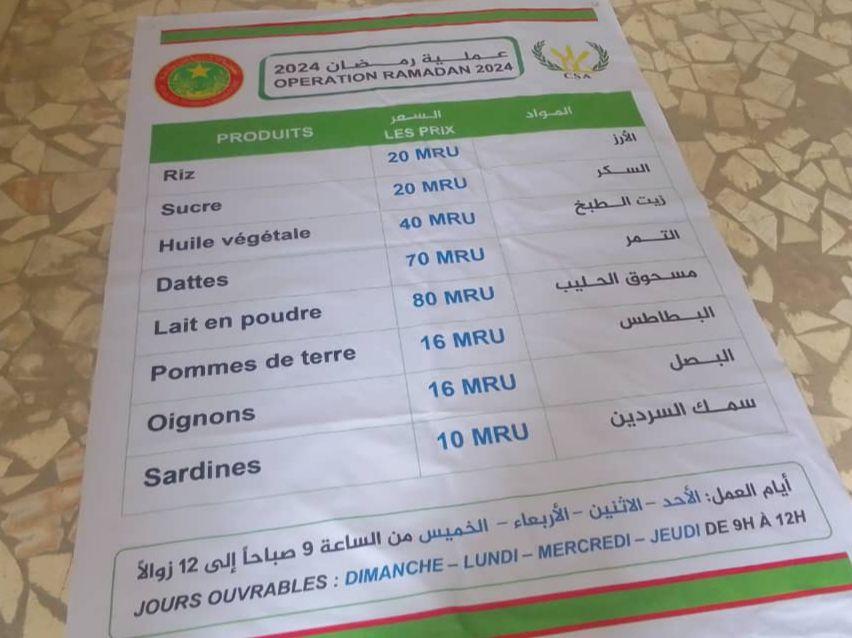 عملية رمضان 2024
OPERATION RAMADAN 2024
CSA
PRODUITS السعر LES PRIX المواد
Riz 20 MRU الأرز
Sucre 20 MRU السكر
Huile végétale 40 MRU زيت الطبخ
Dattes 70 MRU التمر
Lait en poudre 80 MRU مسحوق الحليب
Pommes de terre 16 MRU البطاطس
Oignons 16 MRU البصل
Sardines 10 MRU سمك السردين
أيام العمل: الأحد – الاثنين – الأربعاء – الخميس من الساعة 9 صباحاً إلى 12 زوالاً
JOURS OUVRABLES : DIMANCHE – LUNDI – MERCREDI – JEUDI DE 9H À 12H